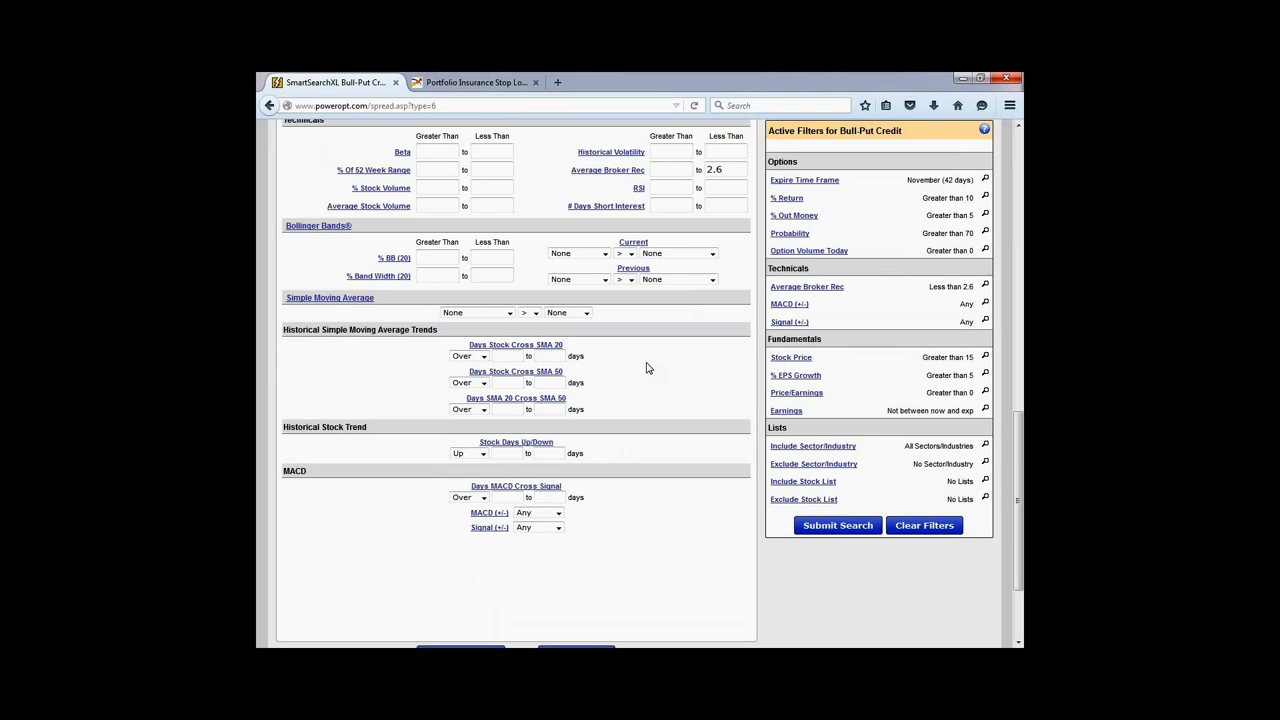 SmartSearchXL Bull-Put Cr...
Portfolio Insurance Stop Lo...
www.poweropt.com/spread.asp?type=6
Search
Technicals
Greater Than Less Than Greater Than Less Than
Beta to Historical Volatility to
% Of 52 Week Range to Average Broker Rec to 2.6
% Stock Volume to RSI to
Average Stock Volume to # Days Short Interest to
Bollinger Bands®
Greater Than Less Than Current
% BB (20) to None > None
Previous
% Band Width (20) to None > None
Simple Moving Average
None > None
Historical Simple Moving Average Trends
Days Stock Cross SMA 20
Over to days
Days Stock Cross SMA 50
Over to days
Days SMA 20 Cross SMA 50
Over to days
Historical Stock Trend
Stock Days Up/Down
Up to days
MACD
Days MACD Cross Signal
Over to days
MACD (+/-) Any
Signal (+/-) Any
Active Filters for Bull-Put Credit ?
Options
Expire Time Frame November (42 days)
% Return Greater than 10
% Out Money Greater than 5
Probability Greater than 70
Option Volume Today Greater than 0
Technicals
Average Broker Rec Less than 2.6
MACD (+/-) Any
Signal (+/-) Any
Fundamentals
Stock Price Greater than 15
% EPS Growth Greater than 5
Price/Earnings Greater than 0
Earnings Not between now and exp
Lists
Include Sector/Industry All Sectors/Industries
Exclude Sector/Industry No Sector/Industry
Include Stock List No Lists
Exclude Stock List No Lists
Submit Search Clear Filters